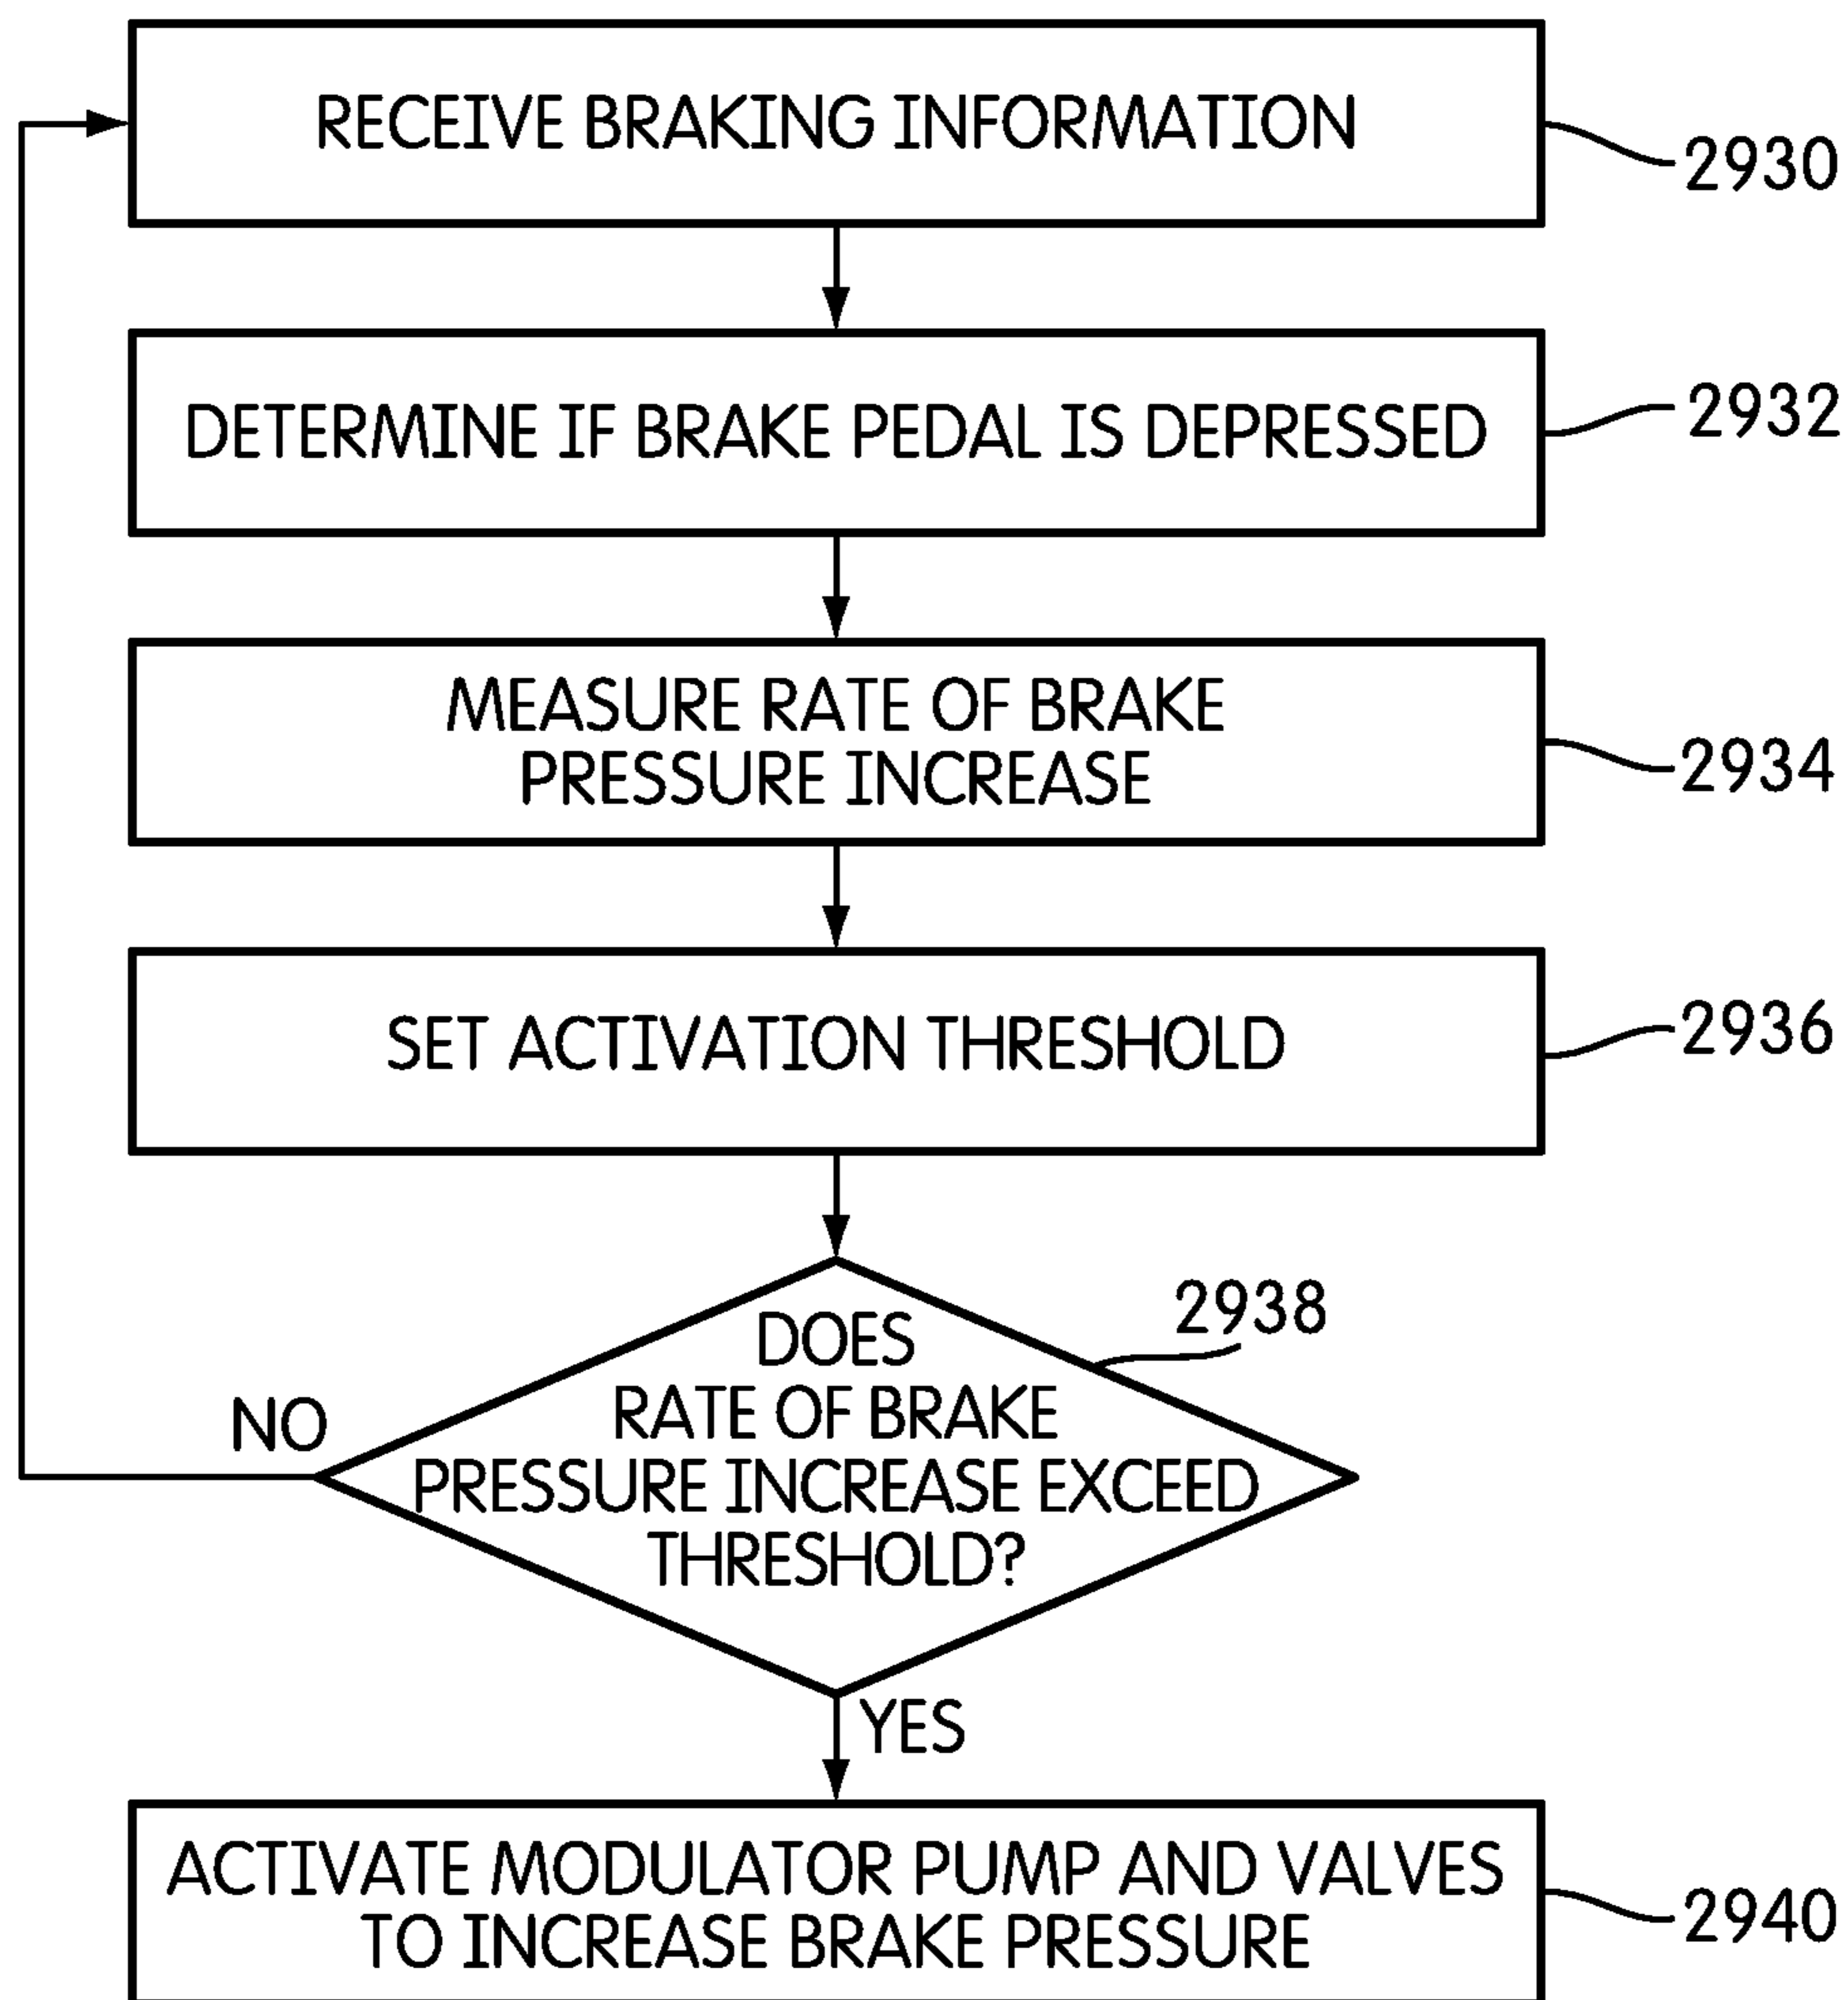 RECEIVE BRAKING INFORMATION
2930
DETERMINE IF BRAKE PEDAL IS DEPRESSED
2932
MEASURE RATE OF BRAKE
PRESSURE INCREASE
2934
SET ACTIVATION THRESHOLD
2936
2938
DOES
RATE OF BRAKE
PRESSURE INCREASE EXCEED
THRESHOLD?
NO
YES
ACTIVATE MODULATOR PUMP AND VALVES
TO INCREASE BRAKE PRESSURE
2940